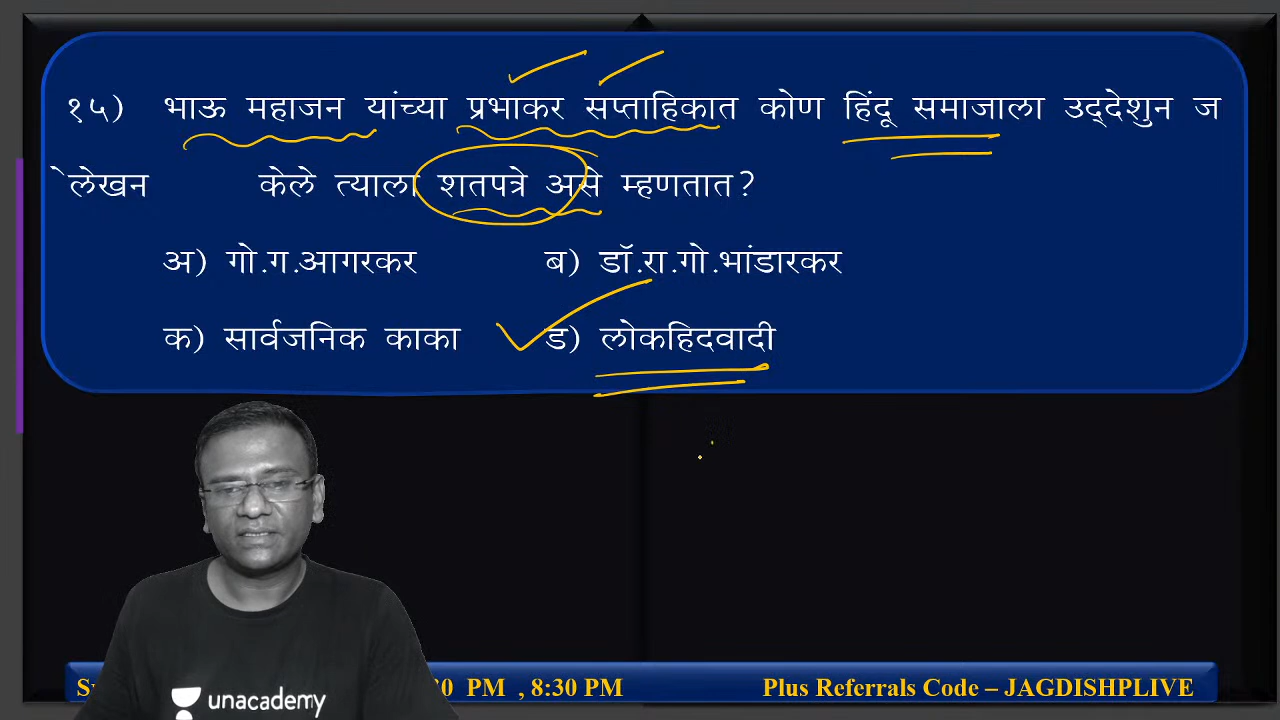 १५) भाऊ महाजन यांच्या प्रभाकर सप्ताहिकात कोण हिंदू समाजाला उद्देशुन ज
े लेखन केले त्याला शतपत्रे असे म्हणतात?
अ) गो.ग.आगरकर ब) डॉ.रा.गो.भांडारकर
क) सार्वजनिक काका ड) लोकहिदवादी
unacademy
PM , 8:30 PM Plus Referrals Code – JAGDISHPLIVE